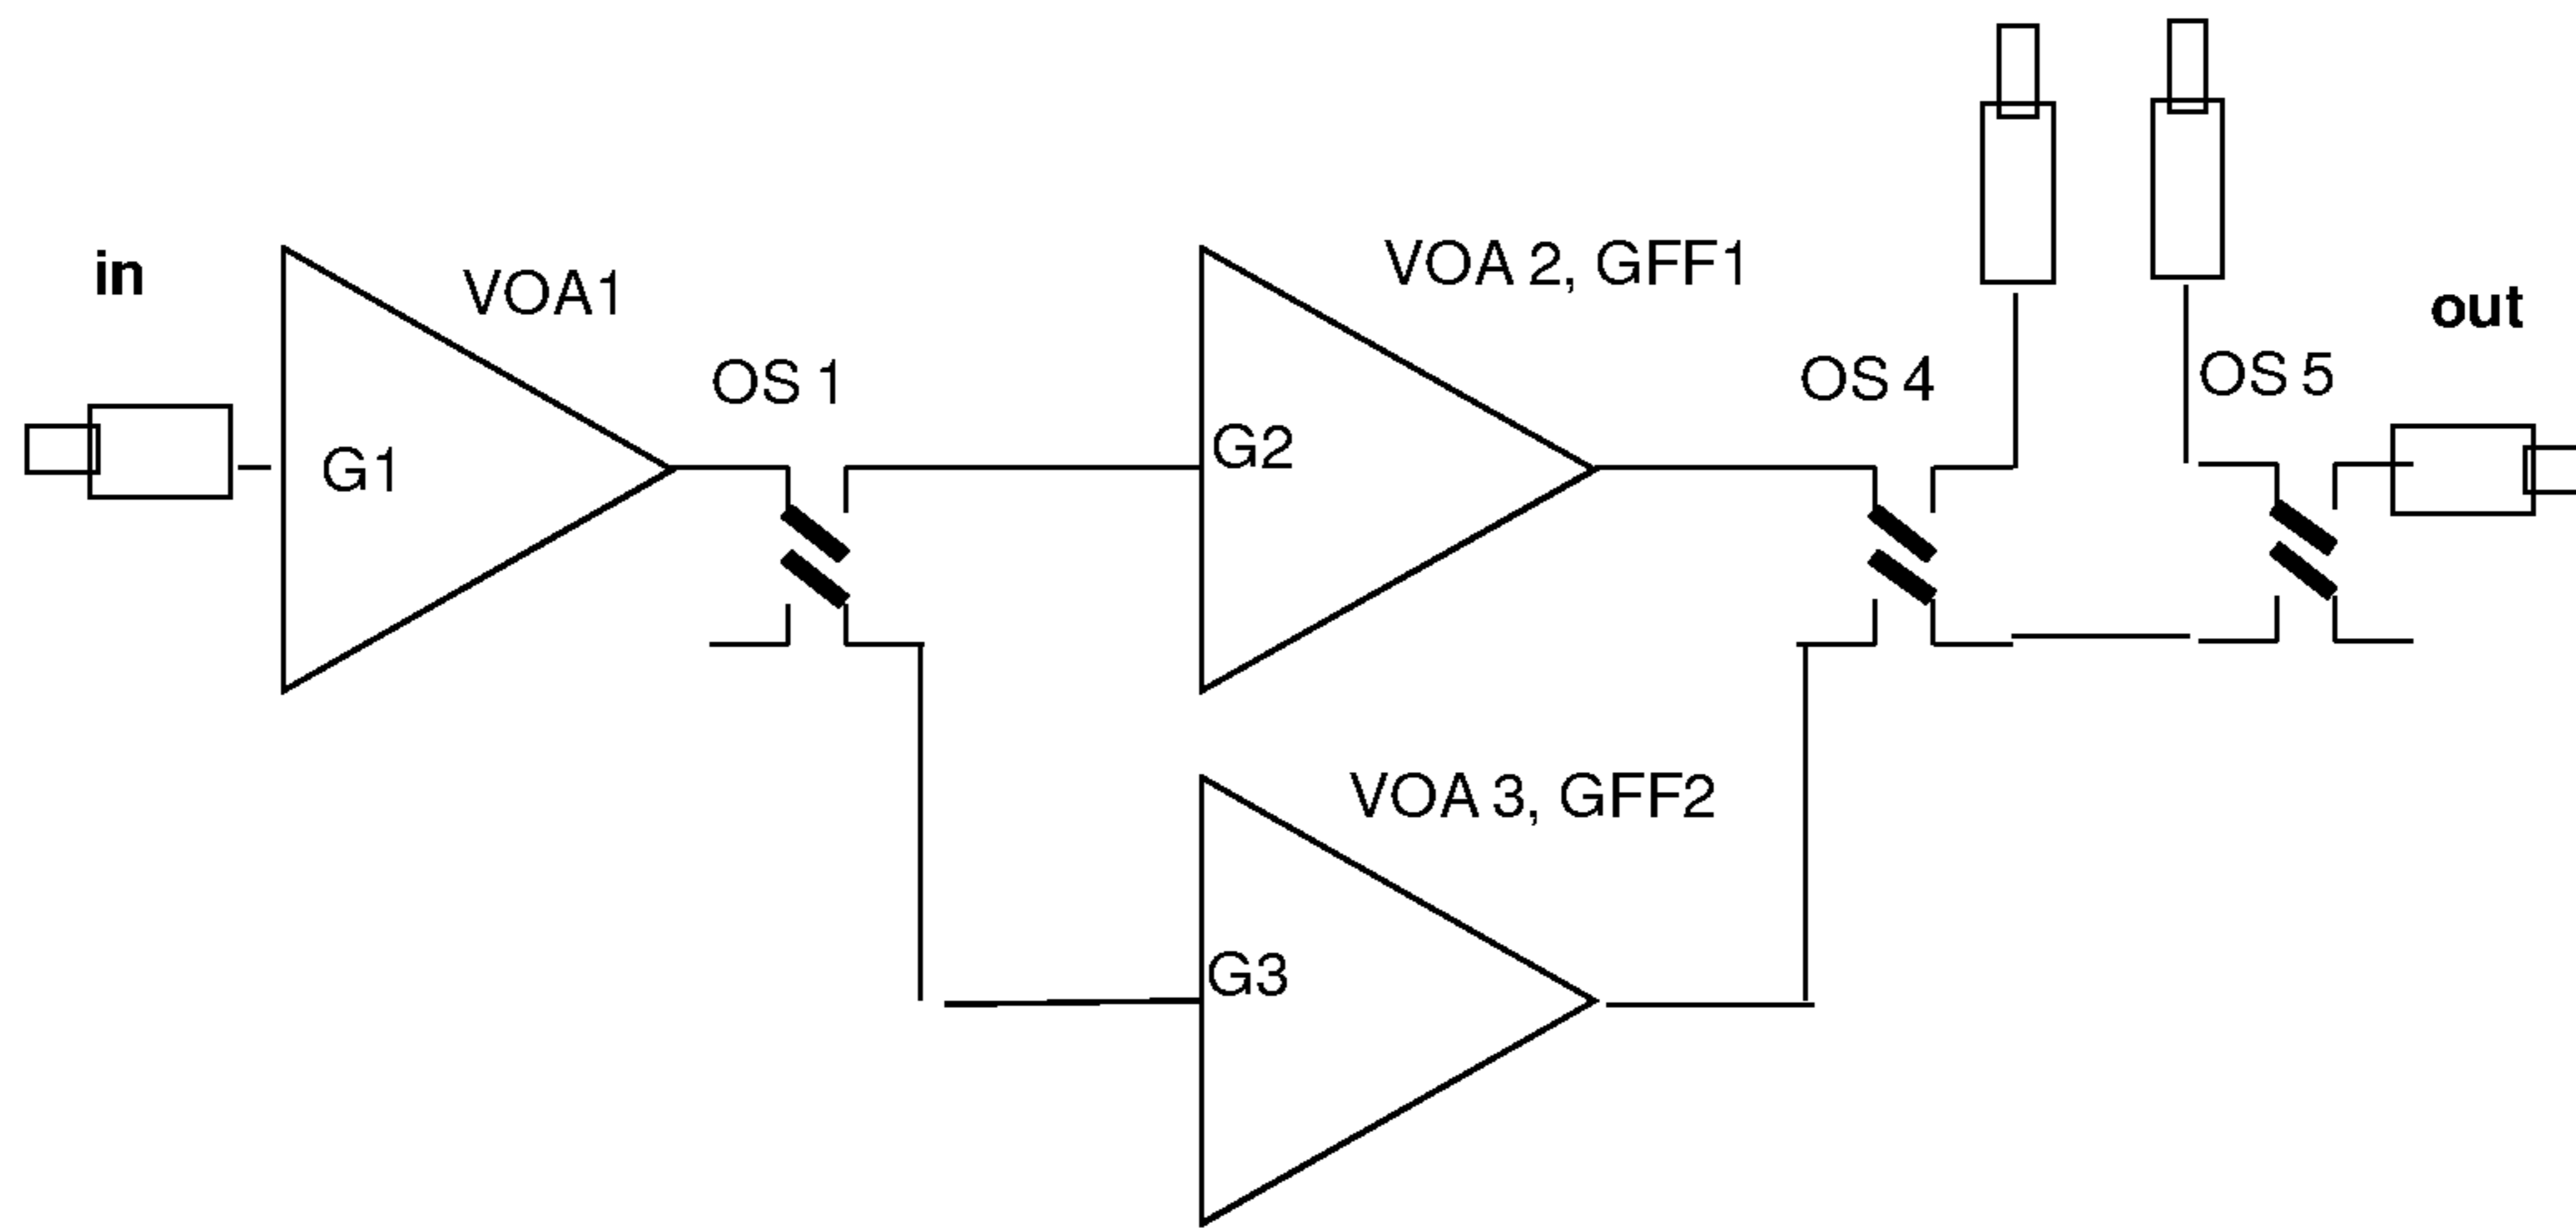 in
VOA1
OS 1
G1
VOA 2, GFF1
G2
OS 4
OS 5
out
VOA 3, GFF2
G3